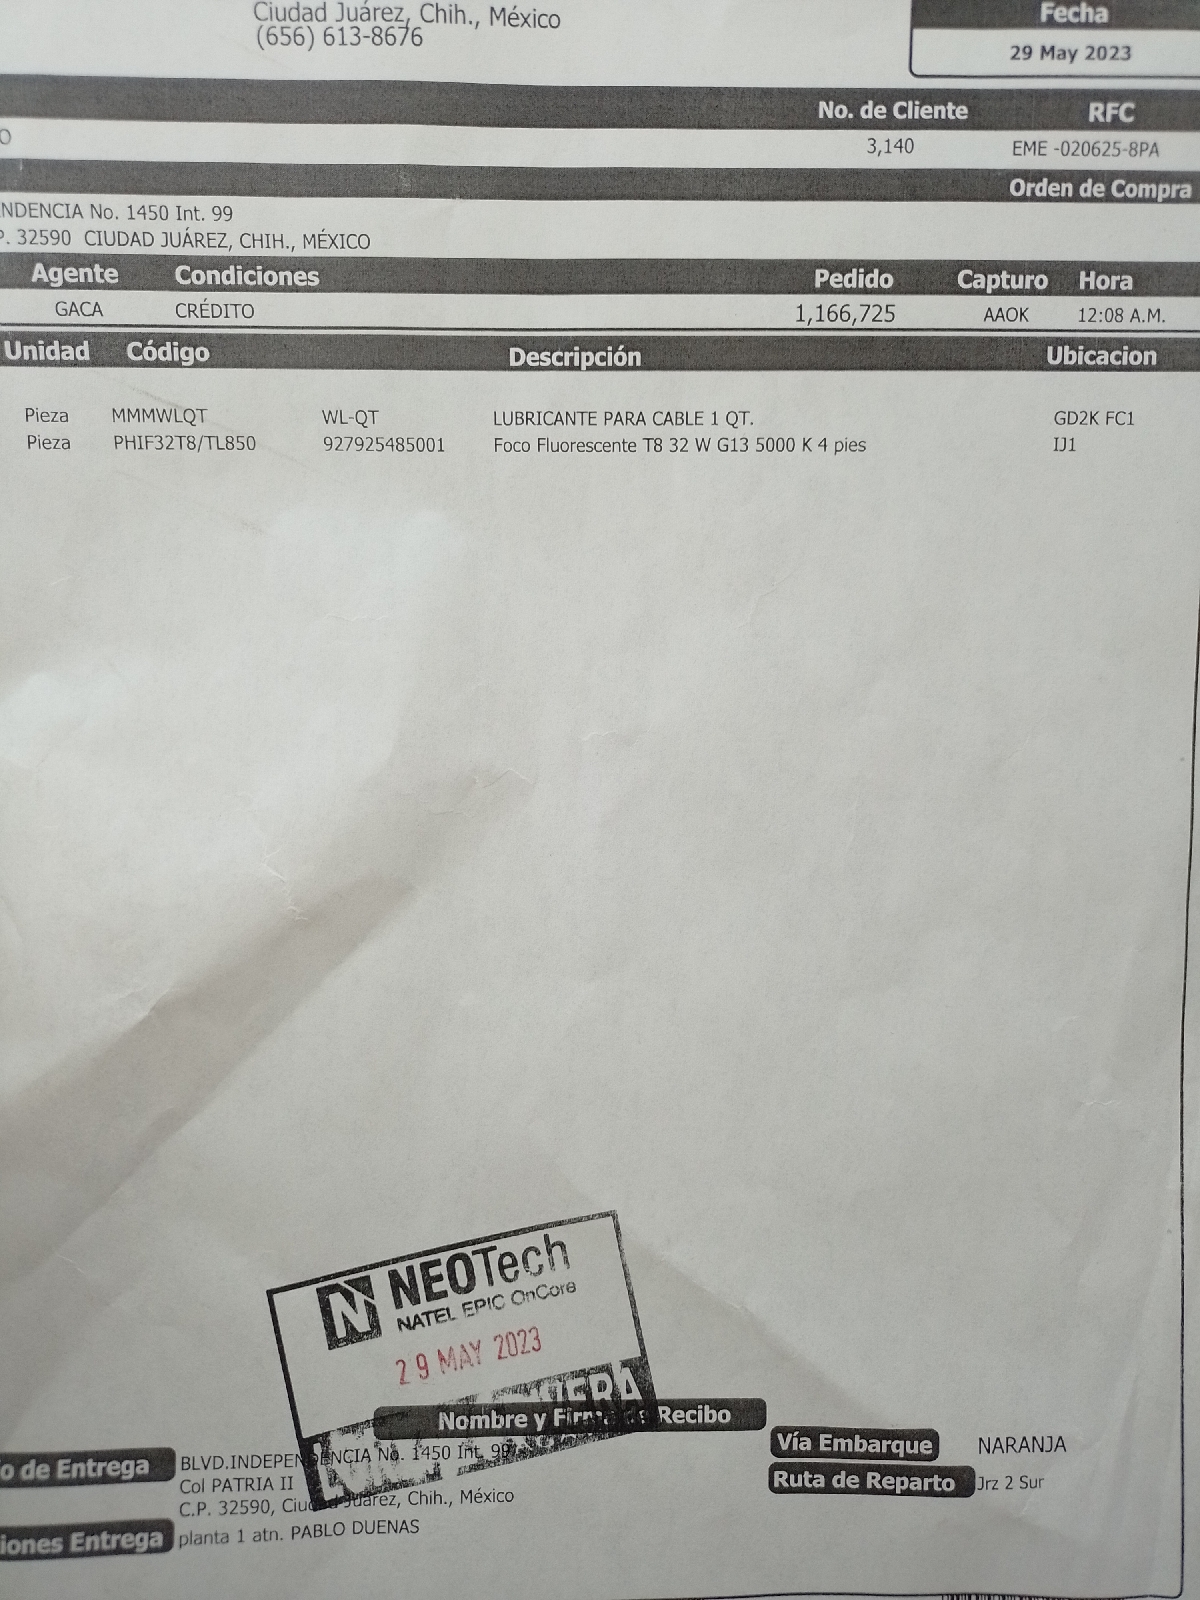 Ciudad Juárez, Chih., México
(656) 613-8676
Fecha
29 May 2023
No. de Cliente RFC
O 3,140 EME -020625-8PA
Orden de Compra
NDENCIA No. 1450 Int. 99
P. 32590 CIUDAD JUÁREZ, CHIH., MÉXICO
Agente Condiciones Pedido Capturo Hora
GACA CRÉDITO 1,166,725 AAOK 12:08 A.M.
Unidad Código Descripción Ubicacion
Pieza MMMWLQT WL-QT LUBRICANTE PARA CABLE 1 QT. GD2K FC1
Pieza PHIF32T8/TL850 927925485001 Foco Fluorescente T8 32 W G13 5000 K 4 pies IJ1
NEOTech
NATEL EPIC OnCore
29 MAY 2023
Nombre y Firma de Recibo
o de Entrega BLVD.INDEPENDENCIA No. 1450 Int. 99
Col PATRIA II
C.P. 32590, Ciudad Juárez, Chih., México
iones Entrega planta 1 atn. PABLO DUENAS
Vía Embarque NARANJA
Ruta de Reparto Jrz 2 Sur